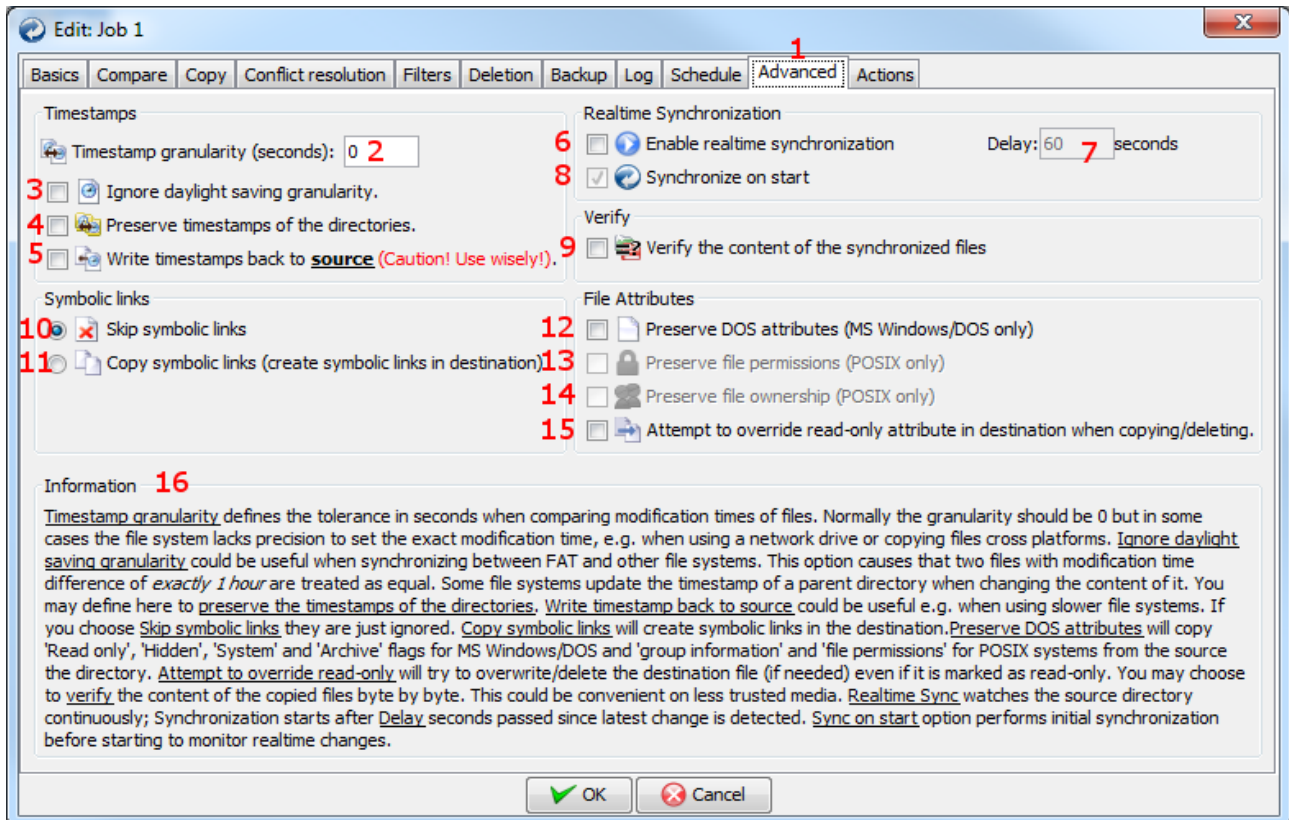 Edit: Job 1
1
Basics Compare Copy Conflict resolution Filters Deletion Backup Log Schedule Advanced Actions
Timestamps
Timestamp granularity (seconds): 0 2
3 Ignore daylight saving granularity.
4 Preserve timestamps of the directories.
5 Write timestamps back to source (Caution! Use wisely!).
Realtime Synchronization
6 Enable realtime synchronization Delay: 60 7 seconds
8 Synchronize on start
Verify
9 Verify the content of the synchronized files
Symbolic links
10 Skip symbolic links
11 Copy symbolic links (create symbolic links in destination)
File Attributes
12 Preserve DOS attributes (MS Windows/DOS only)
13 Preserve file permissions (POSIX only)
14 Preserve file ownership (POSIX only)
15 Attempt to override read-only attribute in destination when copying/deleting.
Information 16
Timestamp granularity defines the tolerance in seconds when comparing modification times of files. Normally the granularity should be 0 but in some
cases the file system lacks precision to set the exact modification time, e.g. when using a network drive or copying files cross platforms. Ignore daylight
saving granularity could be useful when synchronizing between FAT and other file systems. This option causes that two files with modification time
difference of exactly 1 hour are treated as equal. Some file systems update the timestamp of a parent directory when changing the content of it. You
may define here to preserve the timestamps of the directories. Write timestamp back to source could be useful e.g. when using slower file systems. If
you choose Skip symbolic links they are just ignored. Copy symbolic links will create symbolic links in the destination.Preserve DOS attributes will copy
'Read only', 'Hidden', 'System' and 'Archive' flags for MS Windows/DOS and 'group information' and 'file permissions' for POSIX systems from the source
the directory. Attempt to override read-only will try to overwrite/delete the destination file (if needed) even if it is marked as read-only. You may choose
to verify the content of the copied files byte by byte. This could be convenient on less trusted media. Realtime Sync watches the source directory
continuously; Synchronization starts after Delay seconds passed since latest change is detected. Sync on start option performs initial synchronization
before starting to monitor realtime changes.
OK Cancel